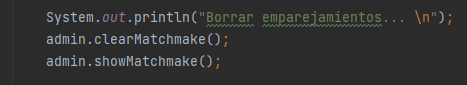 System.out.println("Borrar emparejamientos... \n");
admin.clearMatchmake();
admin.showMatchmake();